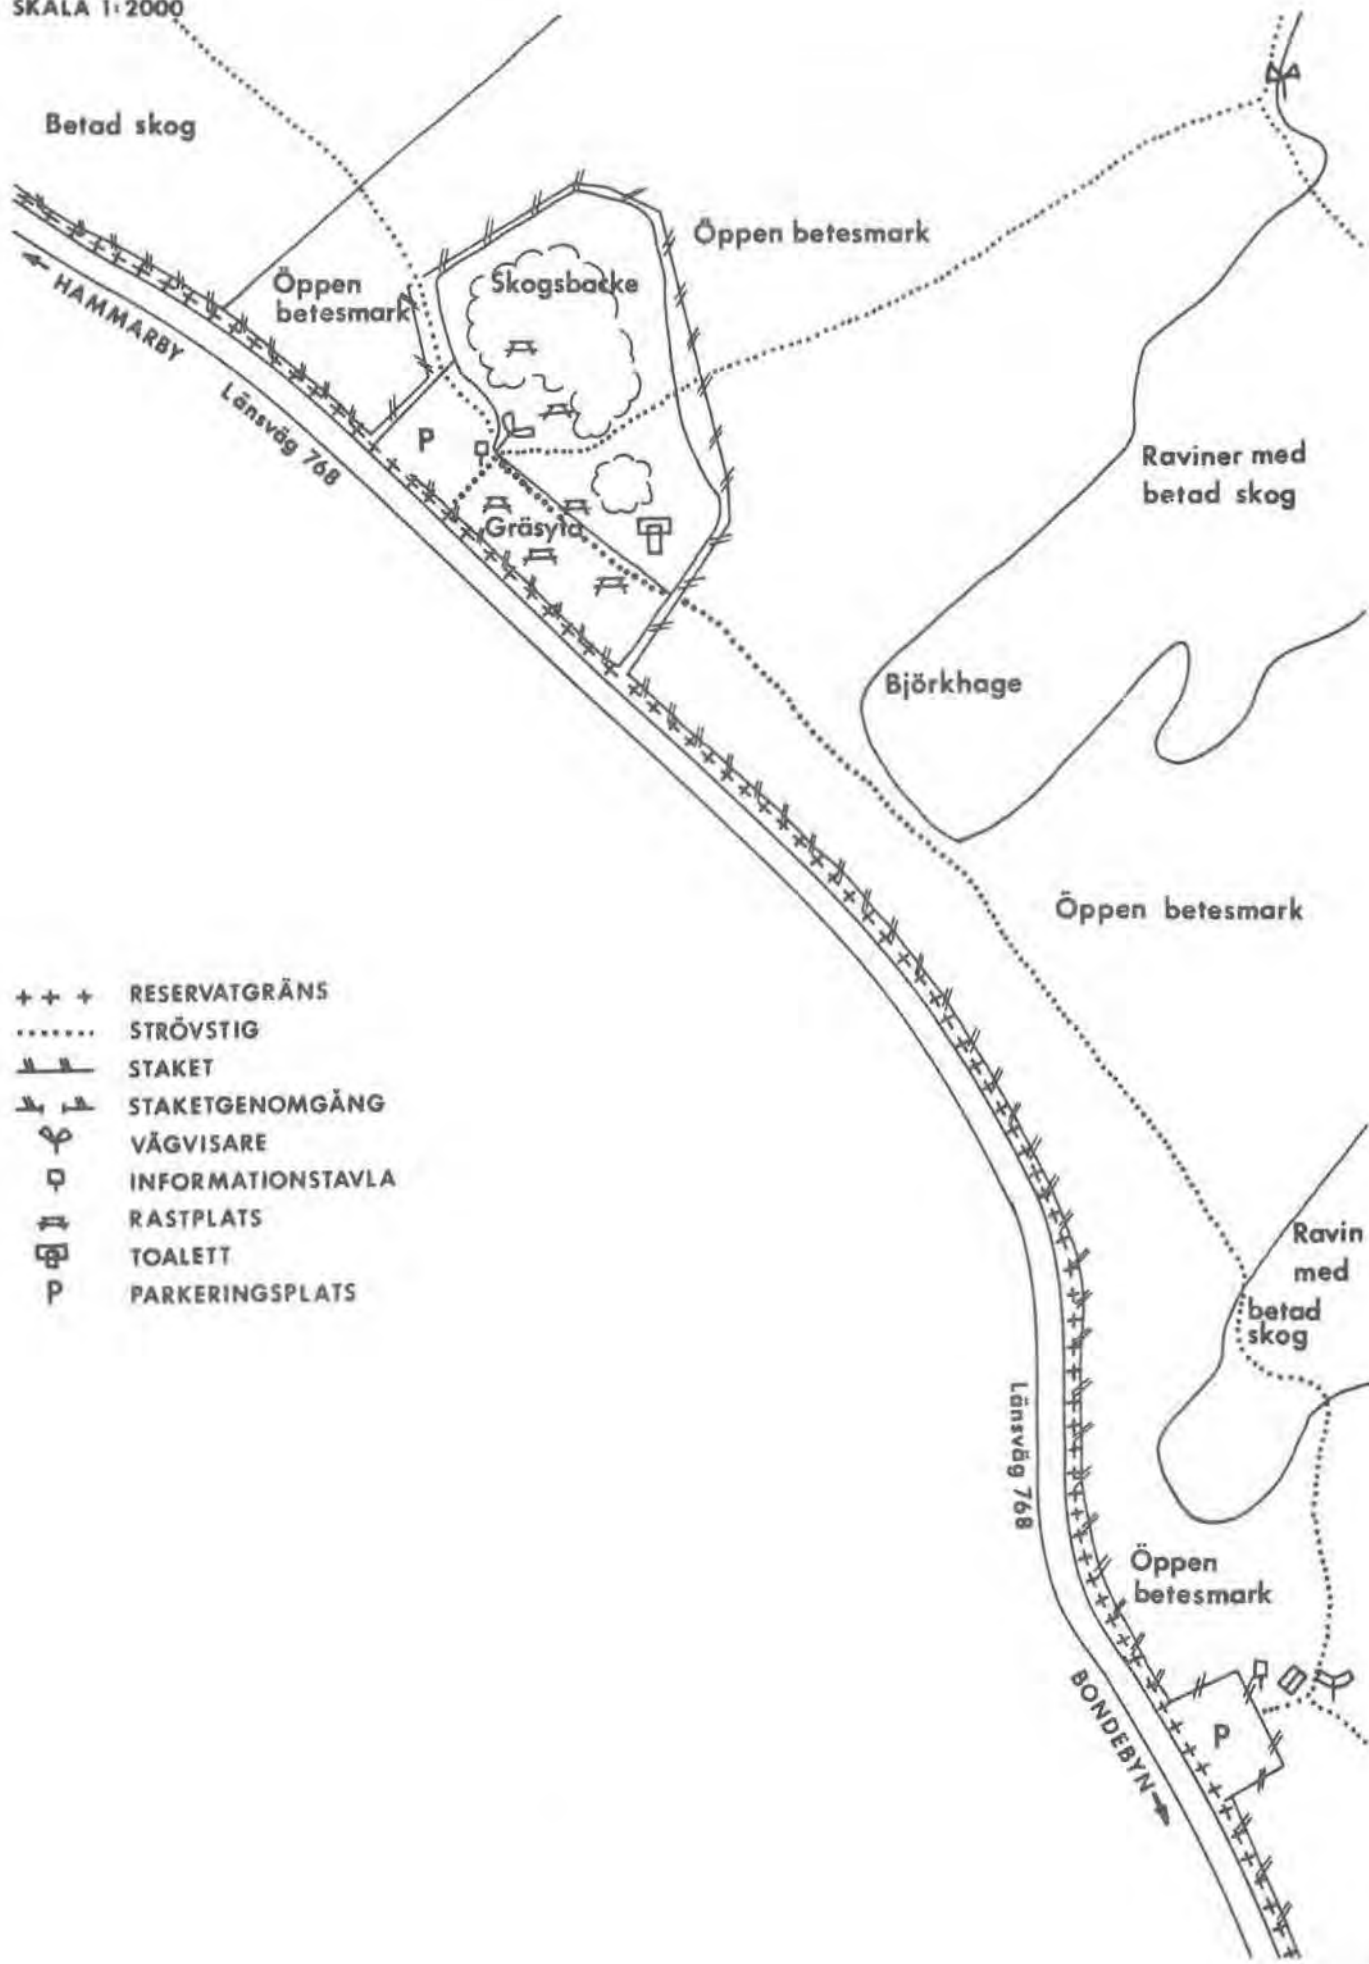 SKALA 1:2000
Betad skog
Öppen betesmark
Skogsbacke
Öppen
betesmark
HAMMARBY
Länsväg 768
P
Raviner med
betad skog
Gräsyta
Björkhage
Öppen betesmark
+ + + RESERVATGRÄNS
STRÖVSTIG
STAKET
STAKETGENOMGÅNG
VÄGVISARE
INFORMATIONSTAVLA
RASTPLATS
TOALETT
P PARKERINGSPLATS
Ravin
med
betad
skog
Länsväg 768
Öppen
betesmark
P
BONDEBYN